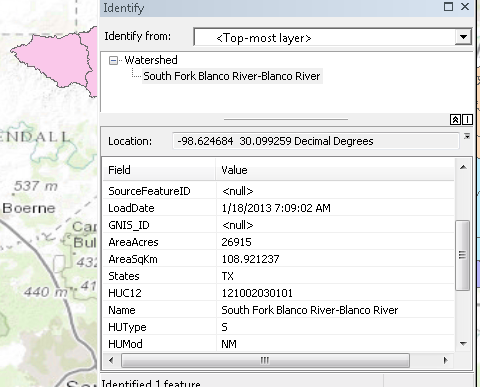 Identify
Identify from: <Top-most layer>
Watershed
South Fork Blanco River-Blanco River
Location: -98.624684 30.099259 Decimal Degrees
Field Value
SourceFeatureID <null>
LoadDate 1/18/2013 7:09:02 AM
GNIS_ID <null>
AreaAcres 26915
AreaSqKm 108.921237
States TX
HUC12 121002030101
Name South Fork Blanco River-Blanco River
HUType S
HUMod NM
Identified 1 feature
ENDALL
537 m
Boerne
Bul
432
440 m